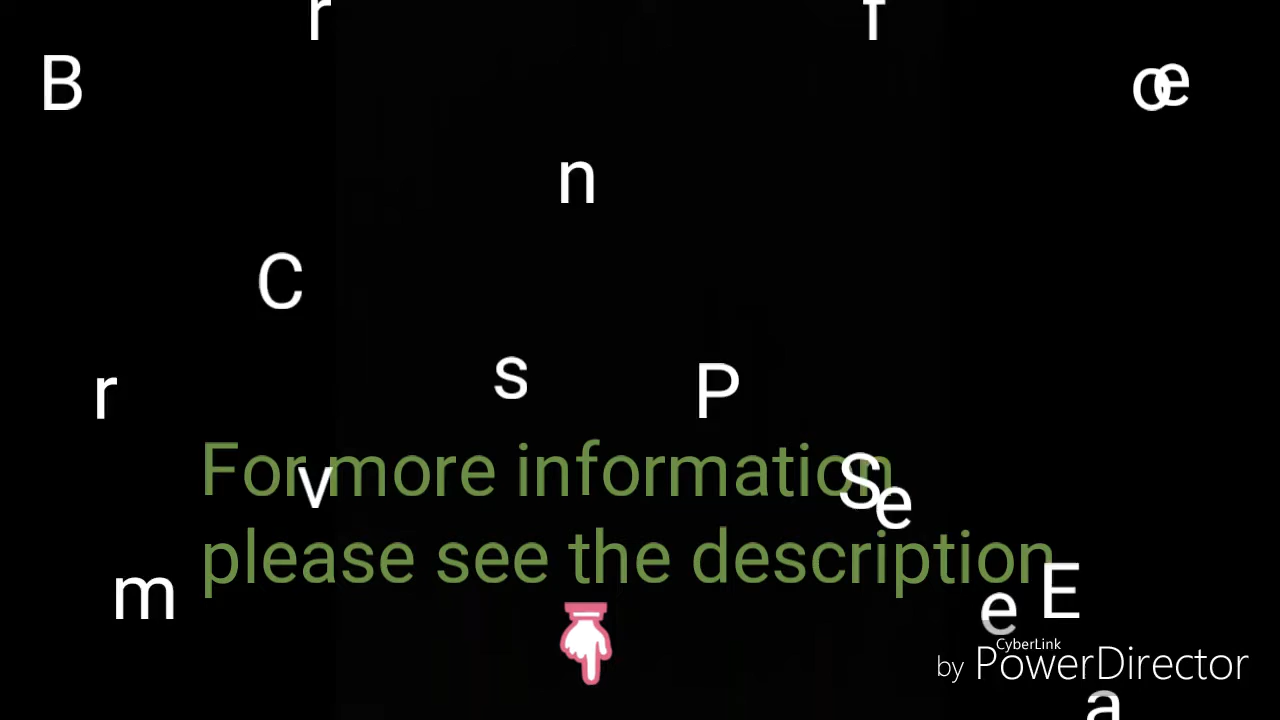 r
f
B
o
e
n
C
s
P
r
For more information
v
S
e
please see the description
m
e
E
CyberLink
by PowerDirector
a